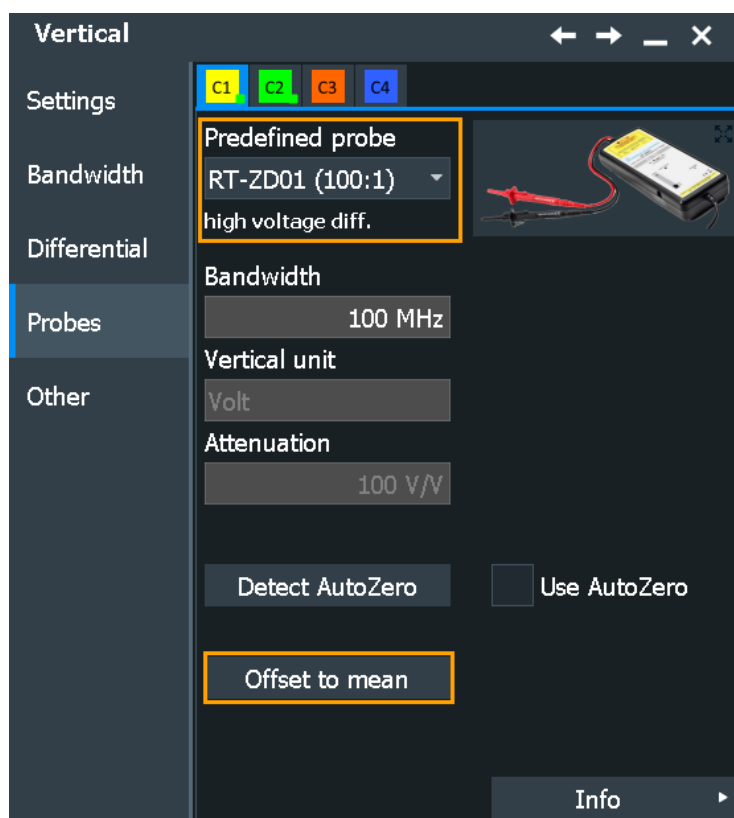 Vertical
Settings
Bandwidth
Differential
Probes
Other
C1 C2 C3 C4
Predefined probe
RT-ZD01 (100:1)
high voltage diff.
Bandwidth
100 MHz
Vertical unit
Volt
Attenuation
100 V/V
Detect AutoZero
Use AutoZero
Offset to mean
Info